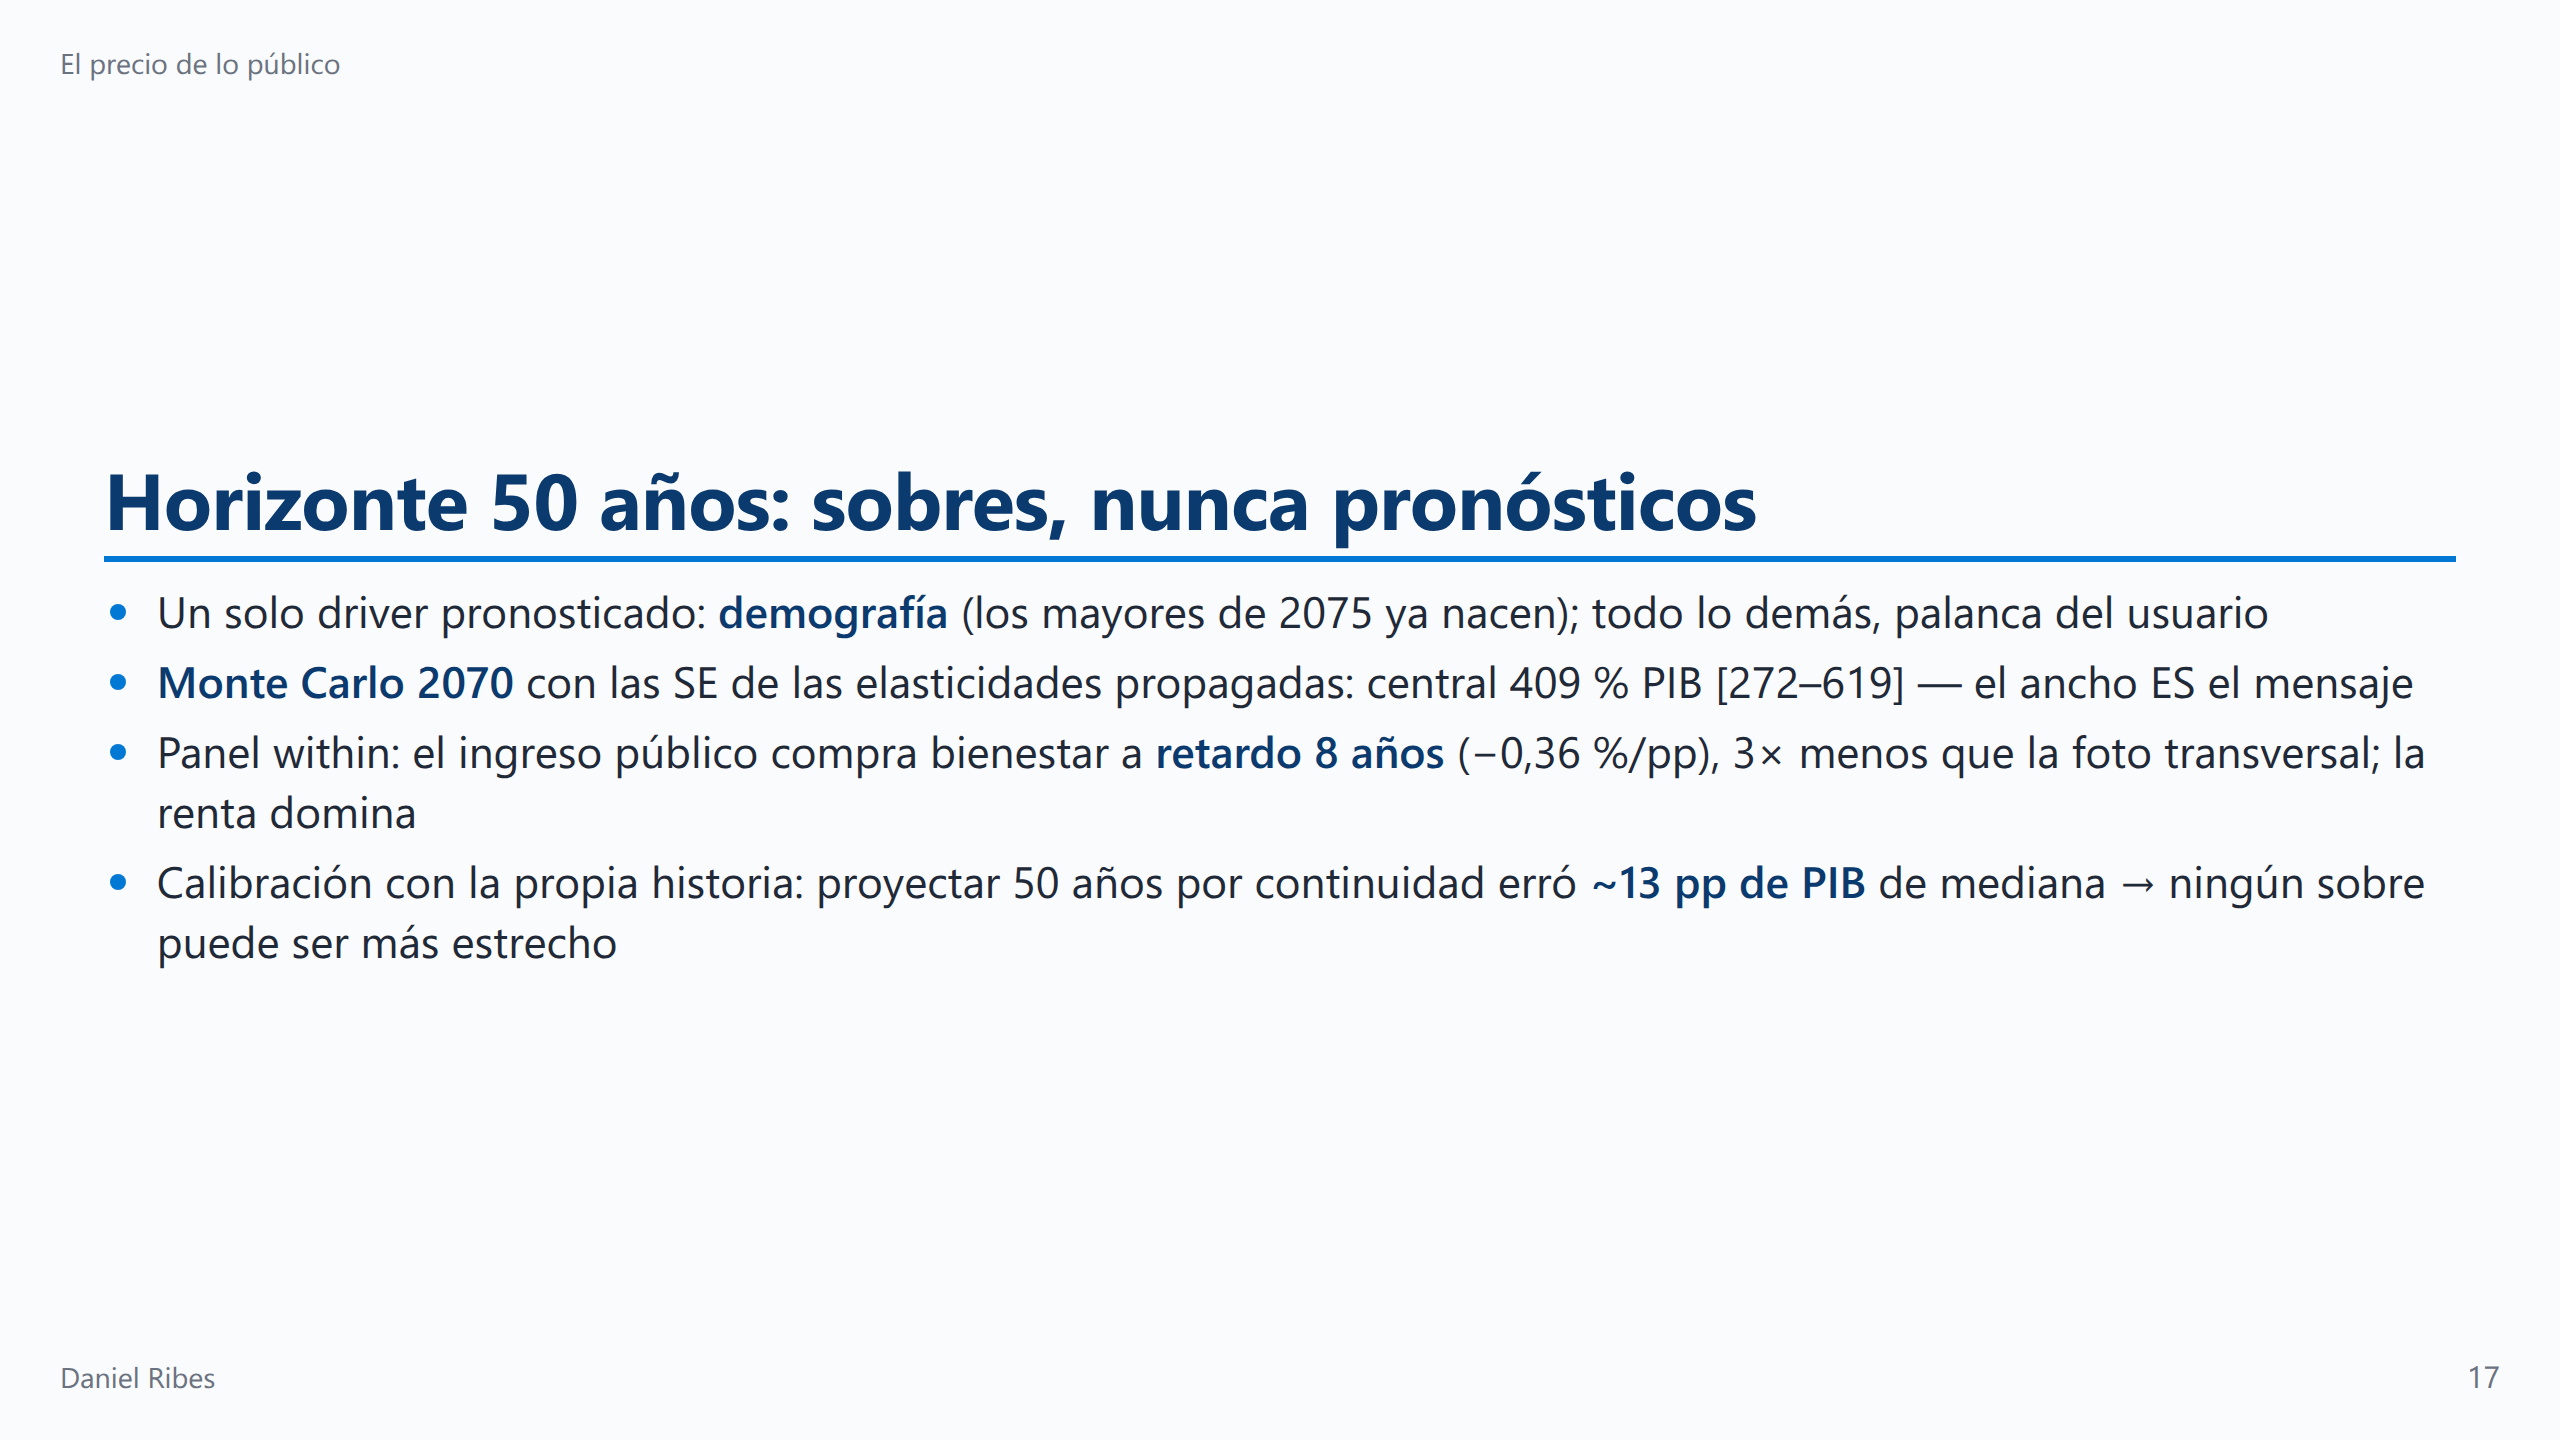 El precio de lo público
Horizonte 50 años: sobres, nunca pronósticos
• Un solo driver pronosticado: demografía (los mayores de 2075 ya nacen); todo lo demás, palanca del usuario
• Monte Carlo 2070 con las SE de las elasticidades propagadas: central 409 % PIB [272–619] — el ancho ES el mensaje
• Panel within: el ingreso público compra bienestar a retardo 8 años (−0,36 %/pp), 3× menos que la foto transversal; la
renta domina
• Calibración con la propia historia: proyectar 50 años por continuidad erró ~13 pp de PIB de mediana → ningún sobre
puede ser más estrecho
Daniel Ribes
17